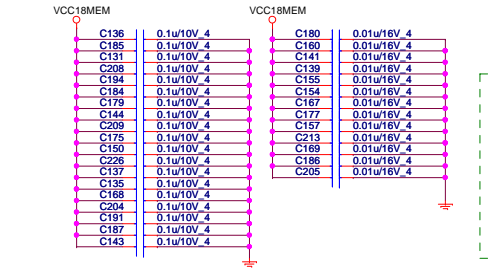 VCC18MEM
C136 0.1u/10V_4
C185 0.1u/10V_4
C131 0.1u/10V_4
C208 0.1u/10V_4
C194 0.1u/10V_4
C184 0.1u/10V_4
C179 0.1u/10V_4
C144 0.1u/10V_4
C209 0.1u/10V_4
C175 0.1u/10V_4
C150 0.1u/10V_4
C226 0.1u/10V_4
C137 0.1u/10V_4
C135 0.1u/10V_4
C168 0.1u/10V_4
C204 0.1u/10V_4
C191 0.1u/10V_4
C187 0.1u/10V_4
C143 0.1u/10V_4
VCC18MEM
C180 0.01u/16V_4
C160 0.01u/16V_4
C141 0.01u/16V_4
C139 0.01u/16V_4
C155 0.01u/16V_4
C154 0.01u/16V_4
C167 0.01u/16V_4
C177 0.01u/16V_4
C157 0.01u/16V_4
C213 0.01u/16V_4
C169 0.01u/16V_4
C186 0.01u/16V_4
C205 0.01u/16V_4